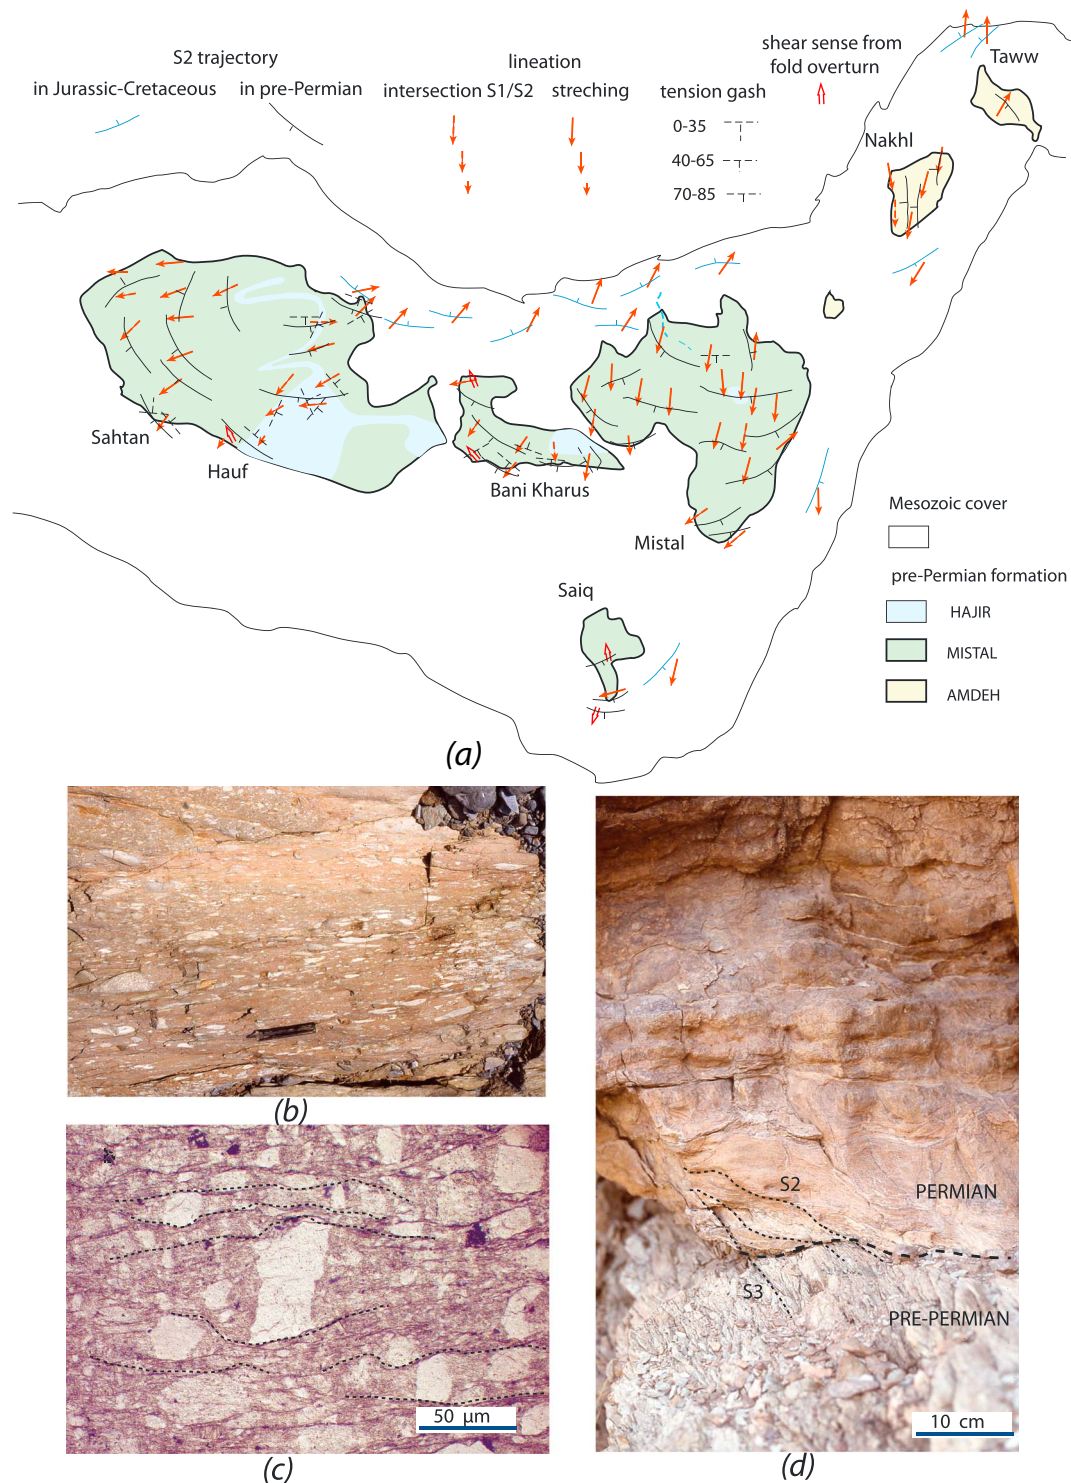 S2 trajectory
in Jurassic-Cretaceous
in pre-Permian
lineation
intersection S1/S2
streching
tension gash
0-35
40-65
70-85
shear sense from
fold overturn
Taww
Nakhl
Sahtan
Hauf
Bani Kharus
Mistal
Saiq
Mesozoic cover
pre-Permian formation
HAJIR
MISTAL
AMDEH
(a)
(b)
50 µm
(c)
S2
PERMIAN
S3
PRE-PERMIAN
10 cm
(d)